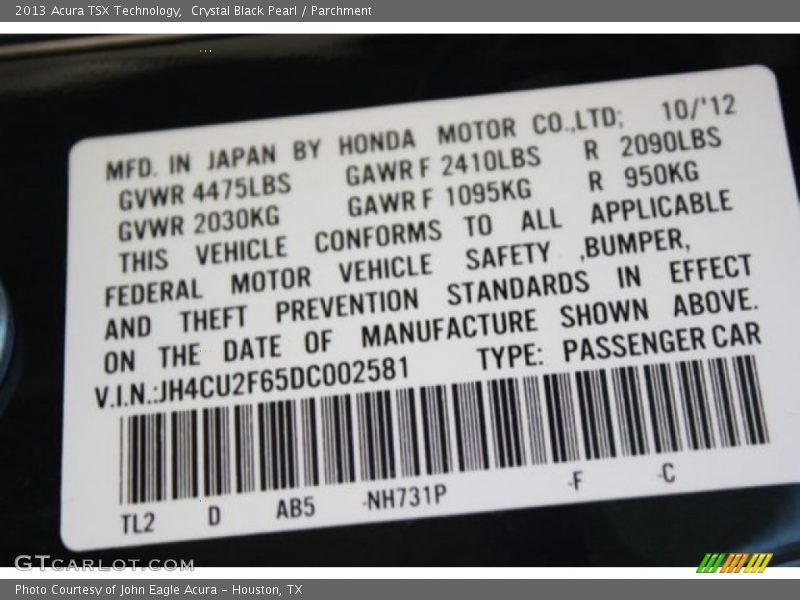 2013 Acura TSX Technology,  Crystal Black Pearl / Parchment
MFD. IN JAPAN BY HONDA MOTOR CO.,LTD; 10/'12
GVWR 4475LBS GAWR F 2410LBS R 2090LBS
GVWR 2030KG GAWR F 1095KG R 950KG
THIS VEHICLE CONFORMS TO ALL APPLICABLE
FEDERAL MOTOR VEHICLE SAFETY ,BUMPER,
AND THEFT PREVENTION STANDARDS IN EFFECT
ON THE DATE OF MANUFACTURE SHOWN ABOVE.
V.I.N.:JH4CU2F65DC002581 TYPE: PASSENGER CAR
TL2 D AB5 -NH731P -F -C
GTCARLOT.COM
Photo Courtesy of John Eagle Acura - Houston, TX